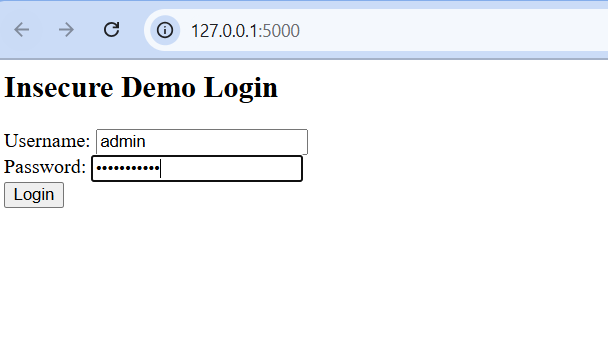 127.0.0.1:5000
Insecure Demo Login
Username: admin
Password: •••••••••••
Login